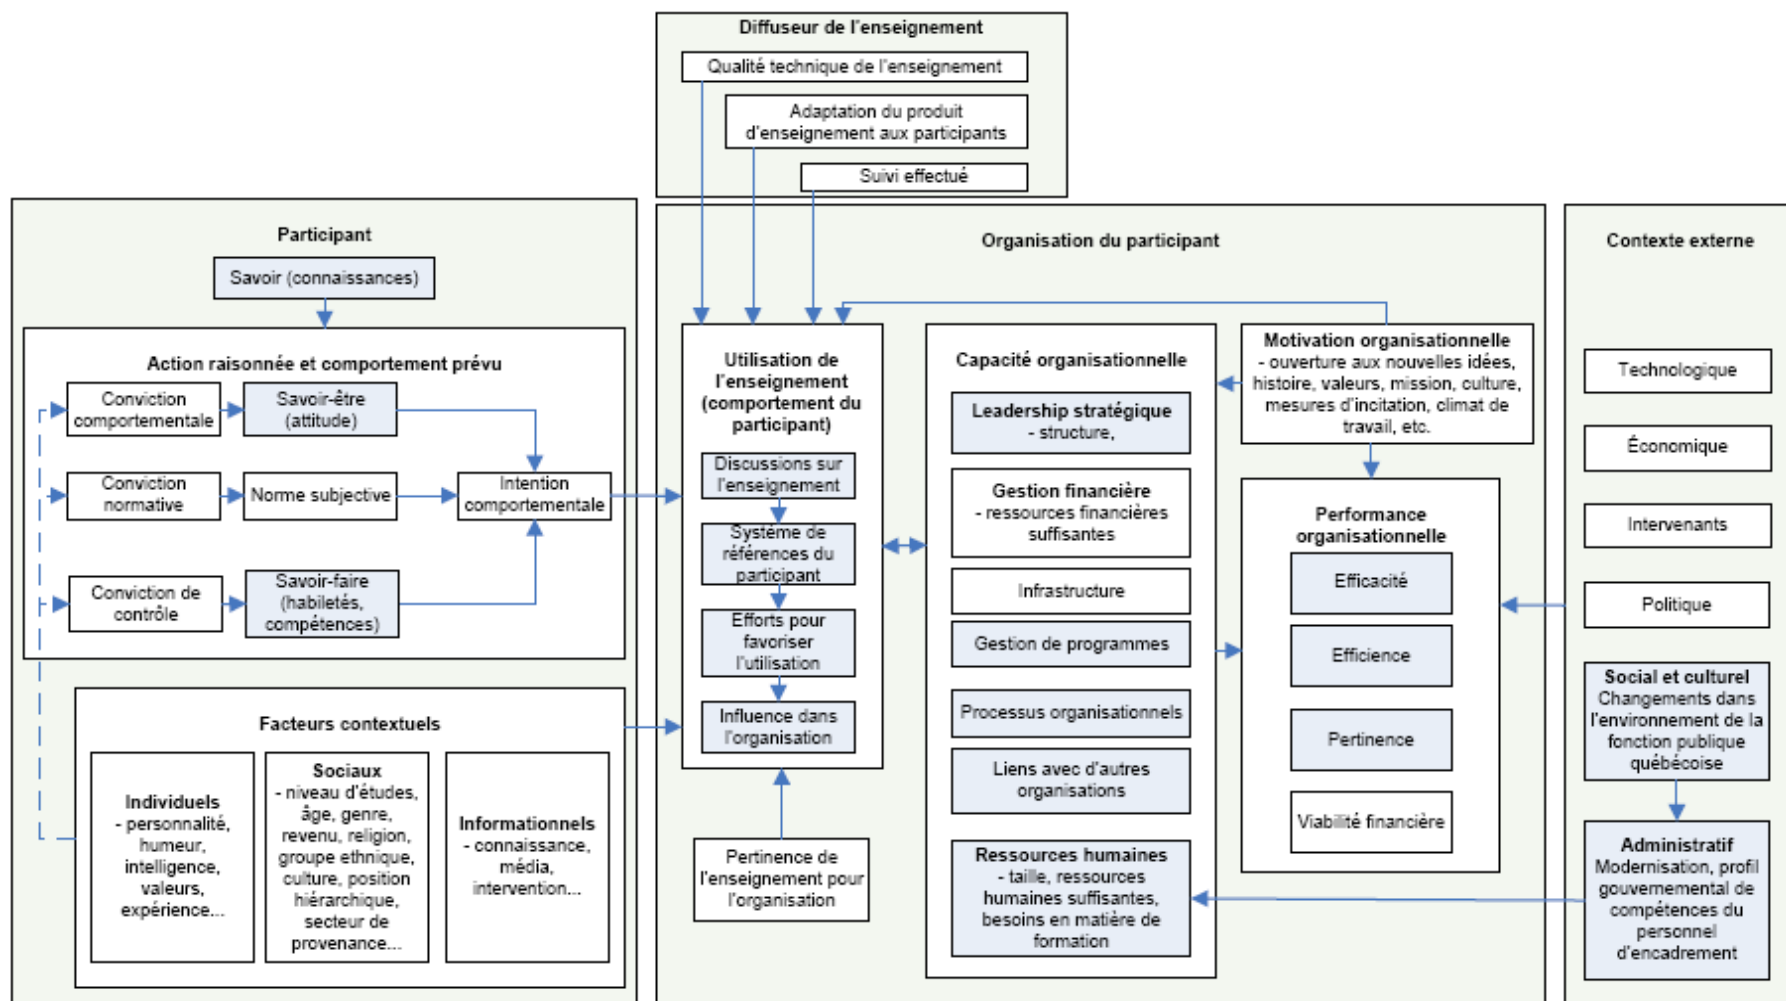 Diffuseur de l'enseignement
Qualité technique de l'enseignement
Adaptation du produit
d'enseignement aux participants
Suivi effectué
Participant
Savoir (connaissances)
Action raisonnée et comportement prévu
Conviction
comportementale
Savoir-être
(attitude)
Conviction
normative
Norme subjective
Intention
comportementale
Conviction de
contrôle
Savoir-faire
(habiletés,
compétences)
Facteurs contextuels
Individuels
- personnalité,
humeur,
intelligence,
valeurs,
expérience...
Sociaux
- niveau d'études,
âge, genre,
revenu, religion,
groupe ethnique,
culture, position
hiérarchique,
secteur de
provenance...
Informationnels
- connaissance,
média,
intervention...
Organisation du participant
Utilisation de
l'enseignement
(comportement du
participant)
Discussions sur
l'enseignement
Système de
références du
participant
Efforts pour
favoriser
l'utilisation
Influence dans
l'organisation
Pertinence de
l'enseignement pour
l'organisation
Capacité organisationnelle
Leadership stratégique
- structure,
Gestion financière
- ressources financières
suffisantes
Infrastructure
Gestion de programmes
Processus organisationnels
Liens avec d'autres
organisations
Ressources humaines
- taille, ressources
humaines suffisantes,
besoins en matière de
formation
Motivation organisationnelle
- ouverture aux nouvelles idées,
histoire, valeurs, mission, culture,
mesures d'incitation, climat de
travail, etc.
Performance
organisationnelle
Efficacité
Efficience
Pertinence
Viabilité financière
Contexte externe
Technologique
Économique
Intervenants
Politique
Social et culturel
Changements dans
l'environnement de la
fonction publique
québécoise
Administratif
Modernisation, profil
gouvernemental de
compétences du
personnel
d'encadrement